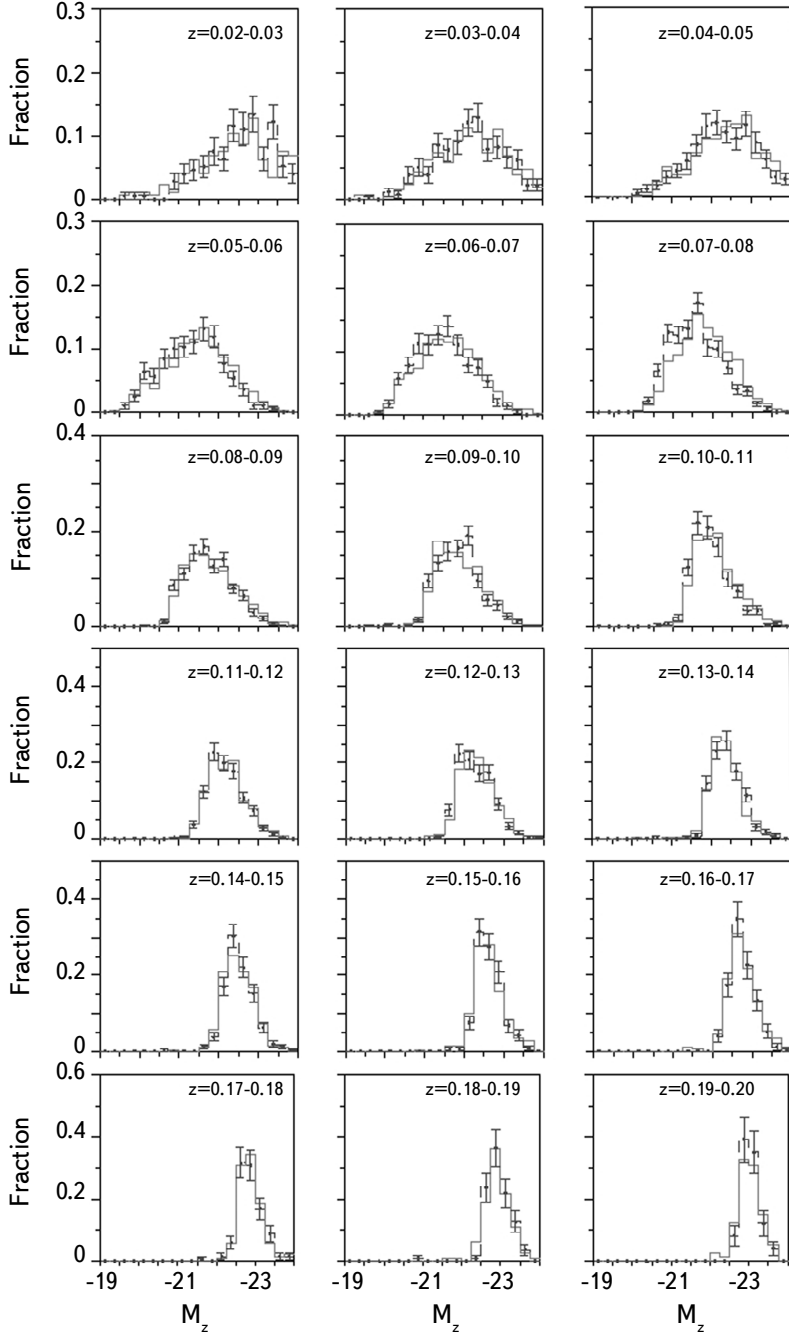 0.3
0.2
0.1
0
Fraction
z=0.02-0.03
z=0.03-0.04
z=0.04-0.05
0.3
0.2
0.1
0
Fraction
z=0.05-0.06
z=0.06-0.07
z=0.07-0.08
0.4
0.2
0
Fraction
z=0.08-0.09
z=0.09-0.10
z=0.10-0.11
0.4
0.2
0
Fraction
z=0.11-0.12
z=0.12-0.13
z=0.13-0.14
0.4
0.2
0
Fraction
z=0.14-0.15
z=0.15-0.16
z=0.16-0.17
0.6
0.4
0.2
0
Fraction
z=0.17-0.18
z=0.18-0.19
z=0.19-0.20
-19 -21 -23 -19 -21 -23 -19 -21 -23
Mz Mz Mz